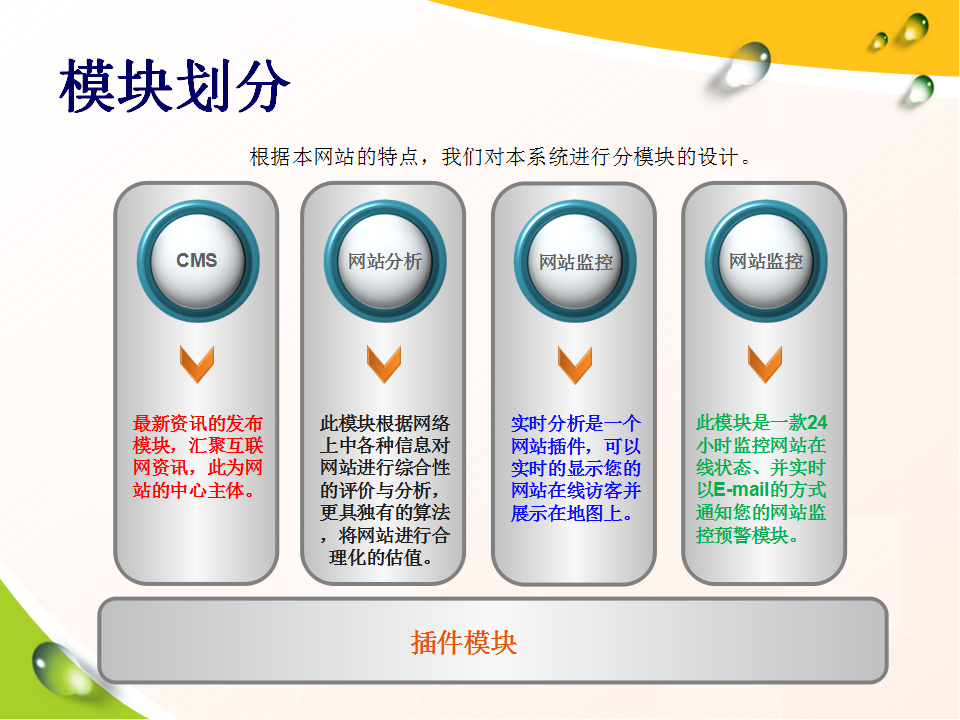 模块划分
根据本网站的特点，我们对本系统进行分模块的设计。
CMS
最新资讯的发布
模块，汇聚互联
网资讯，此为网
站的中心主体。
网站分析
此模块根据网络
上中各种信息对
网站进行综合性
的评价与分析，
更具独有的算法
，将网站进行合
理化的估值。
网站监控
实时分析是一个
网站插件，可以
实时的显示您的
网站在线访客并
展示在地图上。
网站监控
此模块是一款24
小时监控网站在
线状态、并实时
以E-mail的方式
通知您的网站监
控预警模块。
插件模块